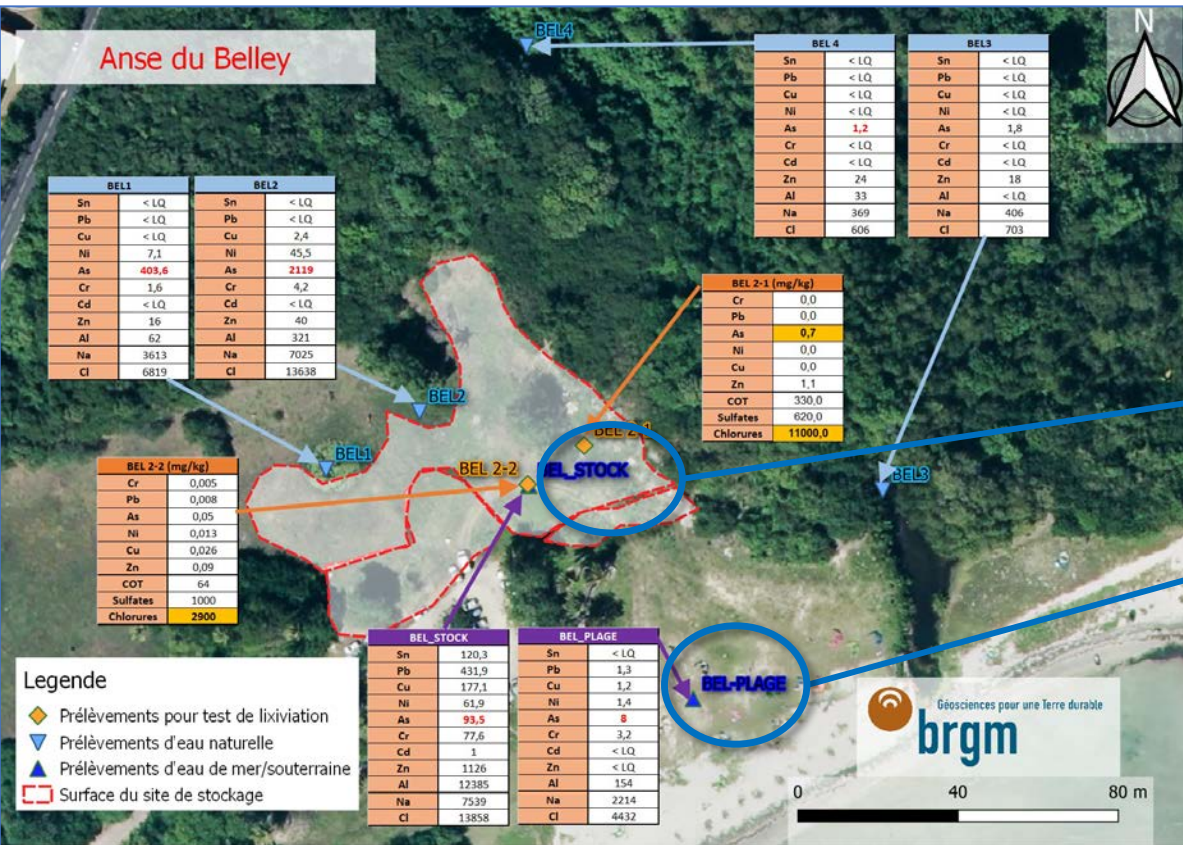 Anse du Belley
BEL4
N
BEL 4
Sn < LQ
Pb < LQ
Cu < LQ
Ni < LQ
As 1,2
Cr < LQ
Cd < LQ
Zn 24
Al 33
Na 369
Cl 606
BEL3
Sn < LQ
Pb < LQ
Cu < LQ
Ni < LQ
As 1,8
Cr < LQ
Cd < LQ
Zn 18
Al < LQ
Na 406
Cl 703
BEL1
Sn < LQ
Pb < LQ
Cu < LQ
Ni 7,1
As 403,6
Cr 1,6
Cd < LQ
Zn 16
Al 62
Na 3613
Cl 6819
BEL2
Sn < LQ
Pb < LQ
Cu 2,4
Ni 45,5
As 2119
Cr 4,2
Cd < LQ
Zn 40
Al 321
Na 7025
Cl 13638
BEL 2-1 (mg/kg)
Cr 0,0
Pb 0,0
As 0,7
Ni 0,0
Cu 0,0
Zn 1,1
COT 330,0
Sulfates 620,0
Chlorures 11000,0
BEL2
BEL 2-1
BEL1
BEL 2-2
BEL_STOCK
BEL3
BEL 2-2 (mg/kg)
Cr 0,005
Pb 0,008
As 0,05
Ni 0,013
Cu 0,026
Zn 0,09
COT 64
Sulfates 1000
Chlorures 2900
BEL_STOCK
Sn 120,3
Pb 431,9
Cu 177,1
Ni 61,9
As 93,5
Cr 77,6
Cd 1
Zn 1126
Al 12385
Na 7539
Cl 13858
BEL_PLAGE
Sn < LQ
Pb 1,3
Cu 1,2
Ni 1,4
As 8
Cr 3,2
Cd < LQ
Zn < LQ
Al 154
Na 2214
Cl 4432
BEL-PLAGE
Legende
Prélèvements pour test de lixiviation
Prélèvements d'eau naturelle
Prélèvements d'eau de mer/souterraine
Surface du site de stockage
Géosciences pour une Terre durable
brgm
0 40 80 m